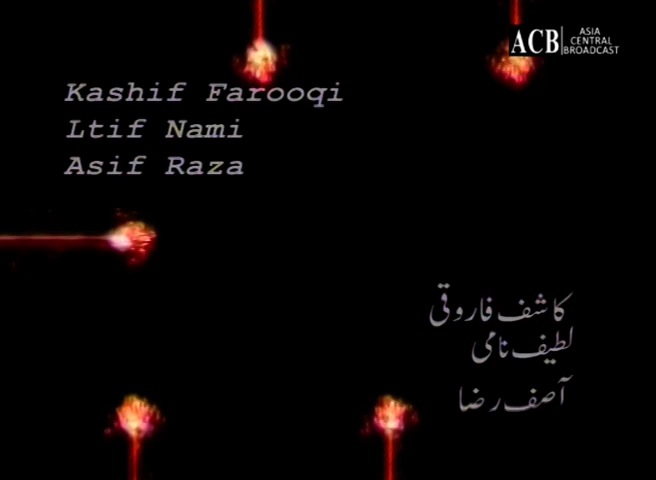 ACB
ASIA
CENTRAL
BROADCAST
Kashif Farooqi
Ltif Nami
Asif Raza
کاشف فاروقی
لطیف نامی
آصف رضا